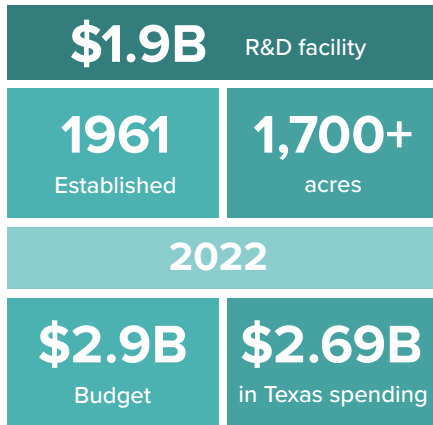 $1.9B R&D facility
1961 1,700+
Established acres
2022
$2.9B $2.69B
Budget in Texas spending